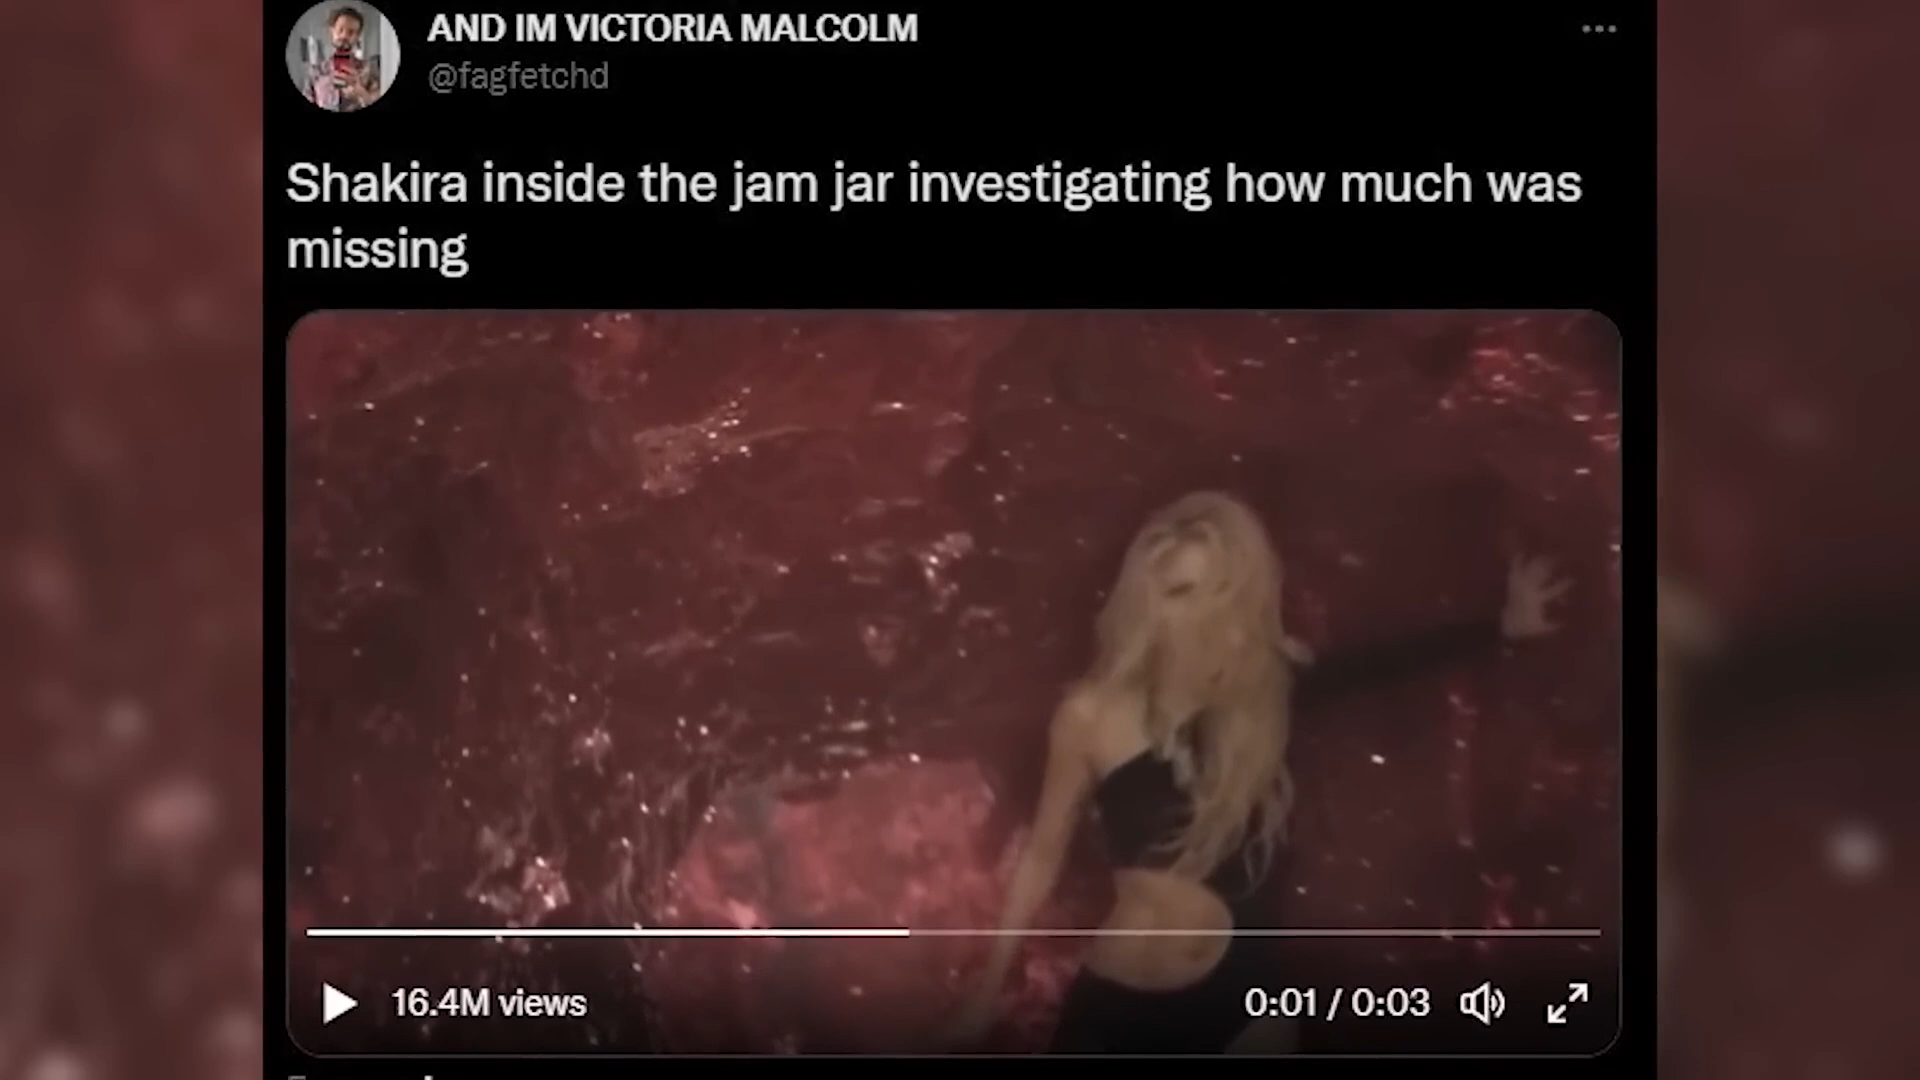 AND IM VICTORIA MALCOLM
@fagfetchd
Shakira inside the jam jar investigating how much was
missing
16.4M views
0:01 / 0:03